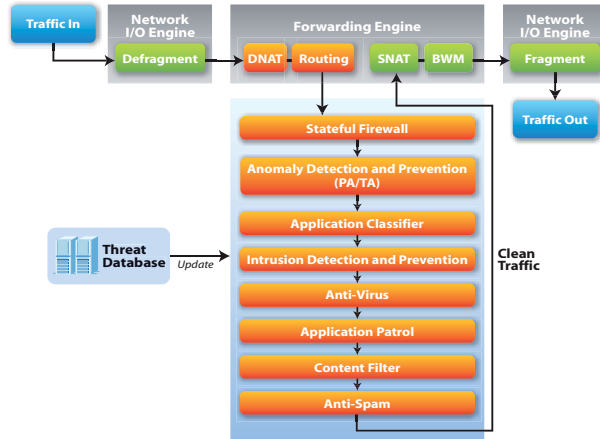 Traffic In
Network
I/O Engine
Defragment
Forwarding Engine
DNAT
Routing
SNAT
BWM
Network
I/O Engine
Fragment
Traffic Out
Stateful Firewall
Anomaly Detection and Prevention
(PA/TA)
Application Classifier
Intrusion Detection and Prevention
Anti-Virus
Application Patrol
Content Filter
Anti-Spam
Threat
Database
Update
Clean
Traffic